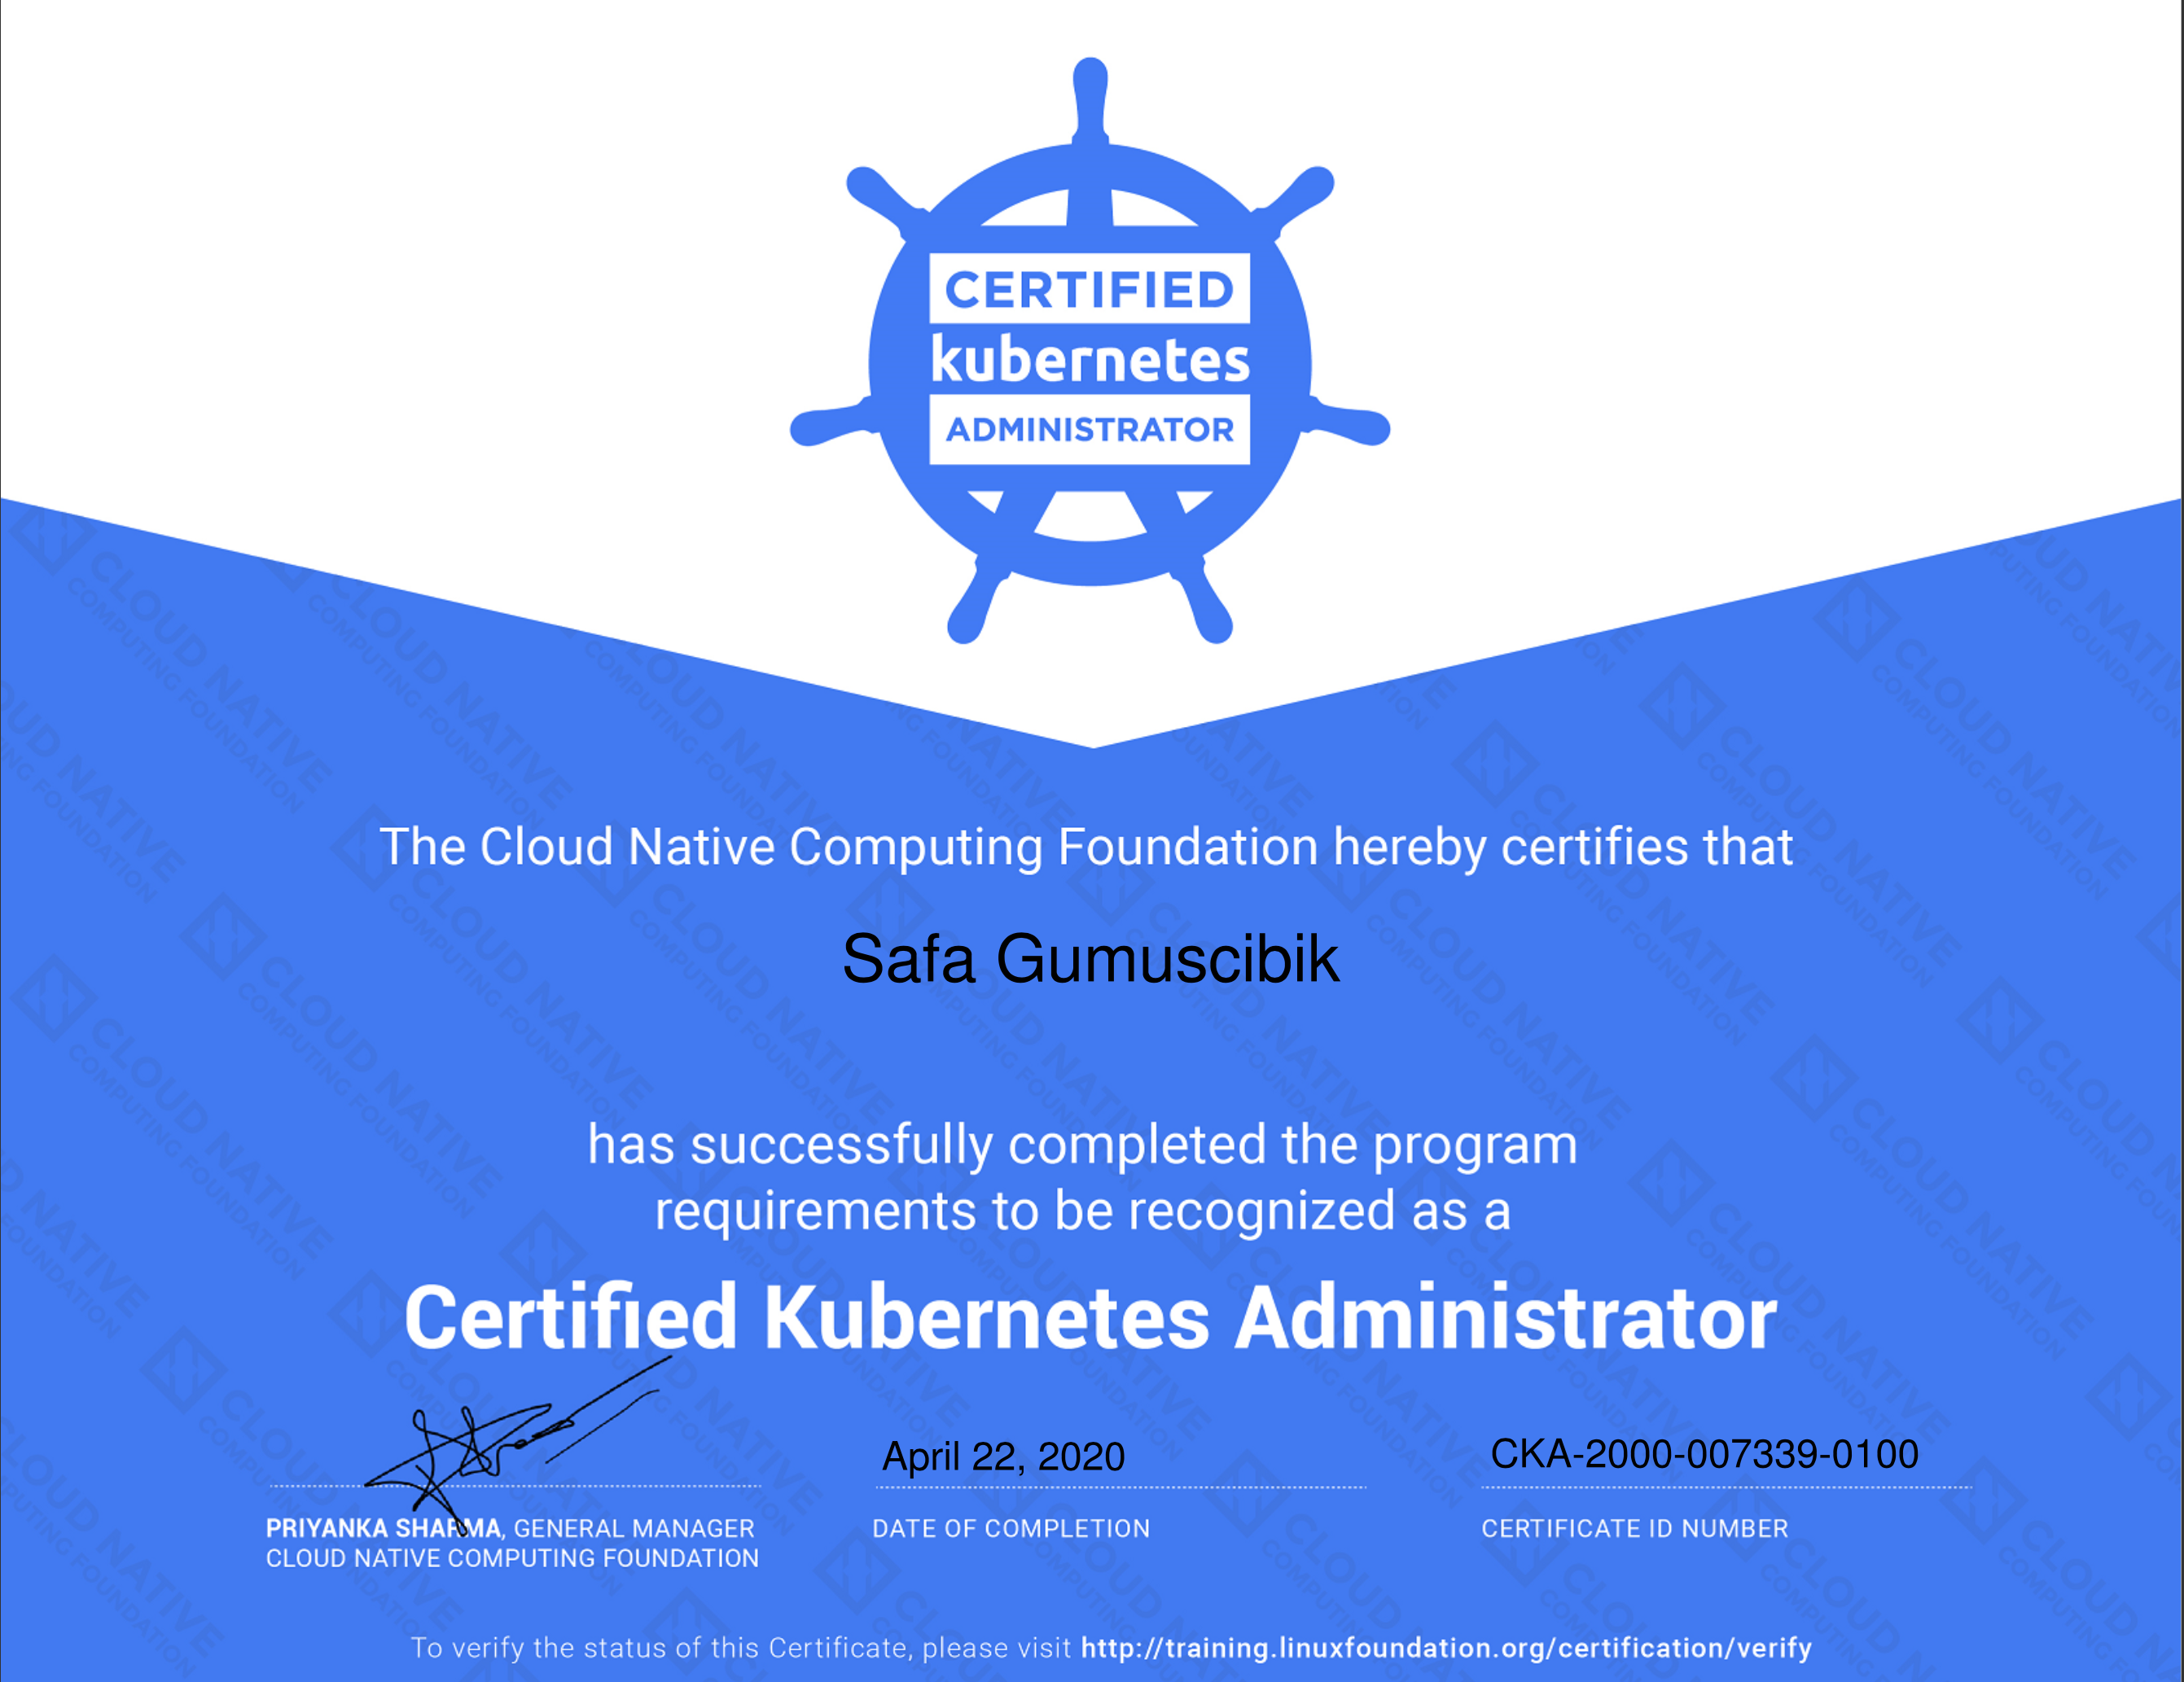 CERTIFIED
kubernetes
ADMINISTRATOR
The Cloud Native Computing Foundation hereby certifies that
Safa Gumuscibik
has successfully completed the program
requirements to be recognized as a
Certified Kubernetes Administrator
April 22, 2020
CKA-2000-007339-0100
PRIYANKA SHARMA, GENERAL MANAGER
CLOUD NATIVE COMPUTING FOUNDATION
DATE OF COMPLETION
CERTIFICATE ID NUMBER
To verify the status of this Certificate, please visit http://training.linuxfoundation.org/certification/verify